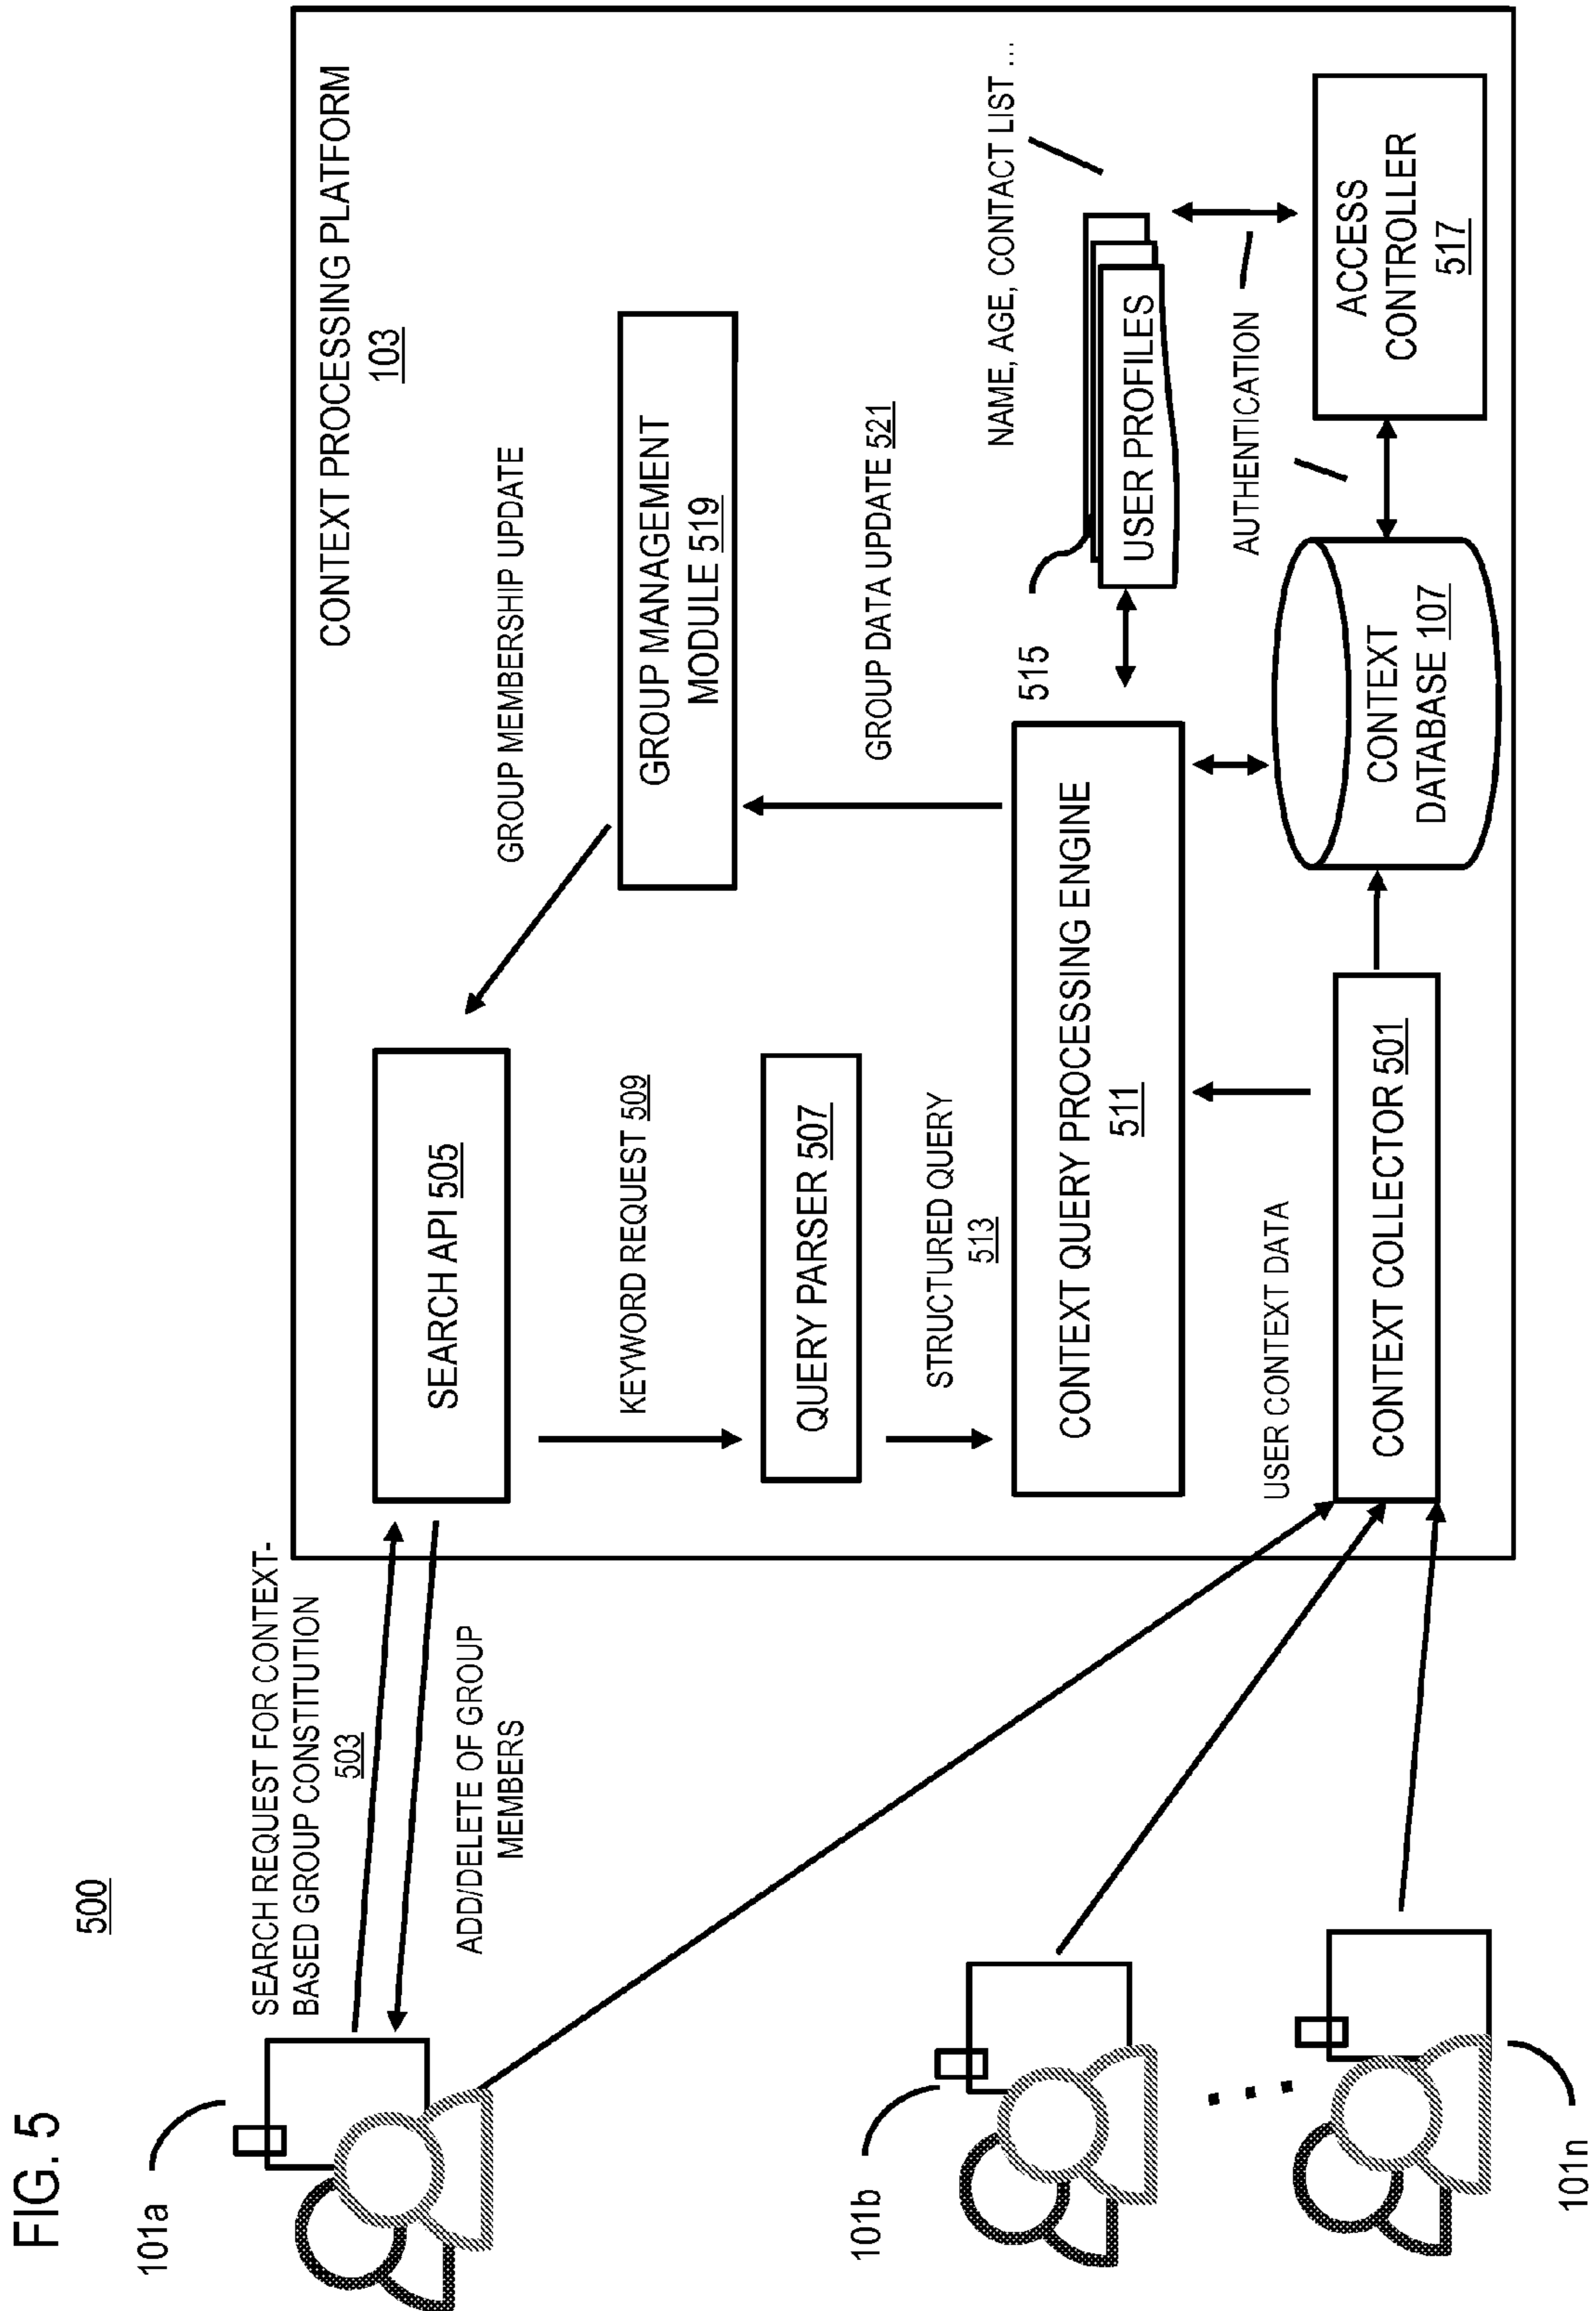 FIG. 5
500
101a
101b
101n
SEARCH REQUEST FOR CONTEXT-
BASED GROUP CONSTITUTION
503
ADD/DELETE OF GROUP
MEMBERS
CONTEXT PROCESSING PLATFORM
103
SEARCH API 505
GROUP MEMBERSHIP UPDATE
KEYWORD REQUEST 509
GROUP MANAGEMENT
MODULE 519
QUERY PARSER 507
GROUP DATA UPDATE 521
STRUCTURED QUERY
513
NAME, AGE, CONTACT LIST ...
515
CONTEXT QUERY PROCESSING ENGINE
511
USER PROFILES
USER CONTEXT DATA
AUTHENTICATION
CONTEXT COLLECTOR 501
CONTEXT
DATABASE 107
ACCESS
CONTROLLER
517